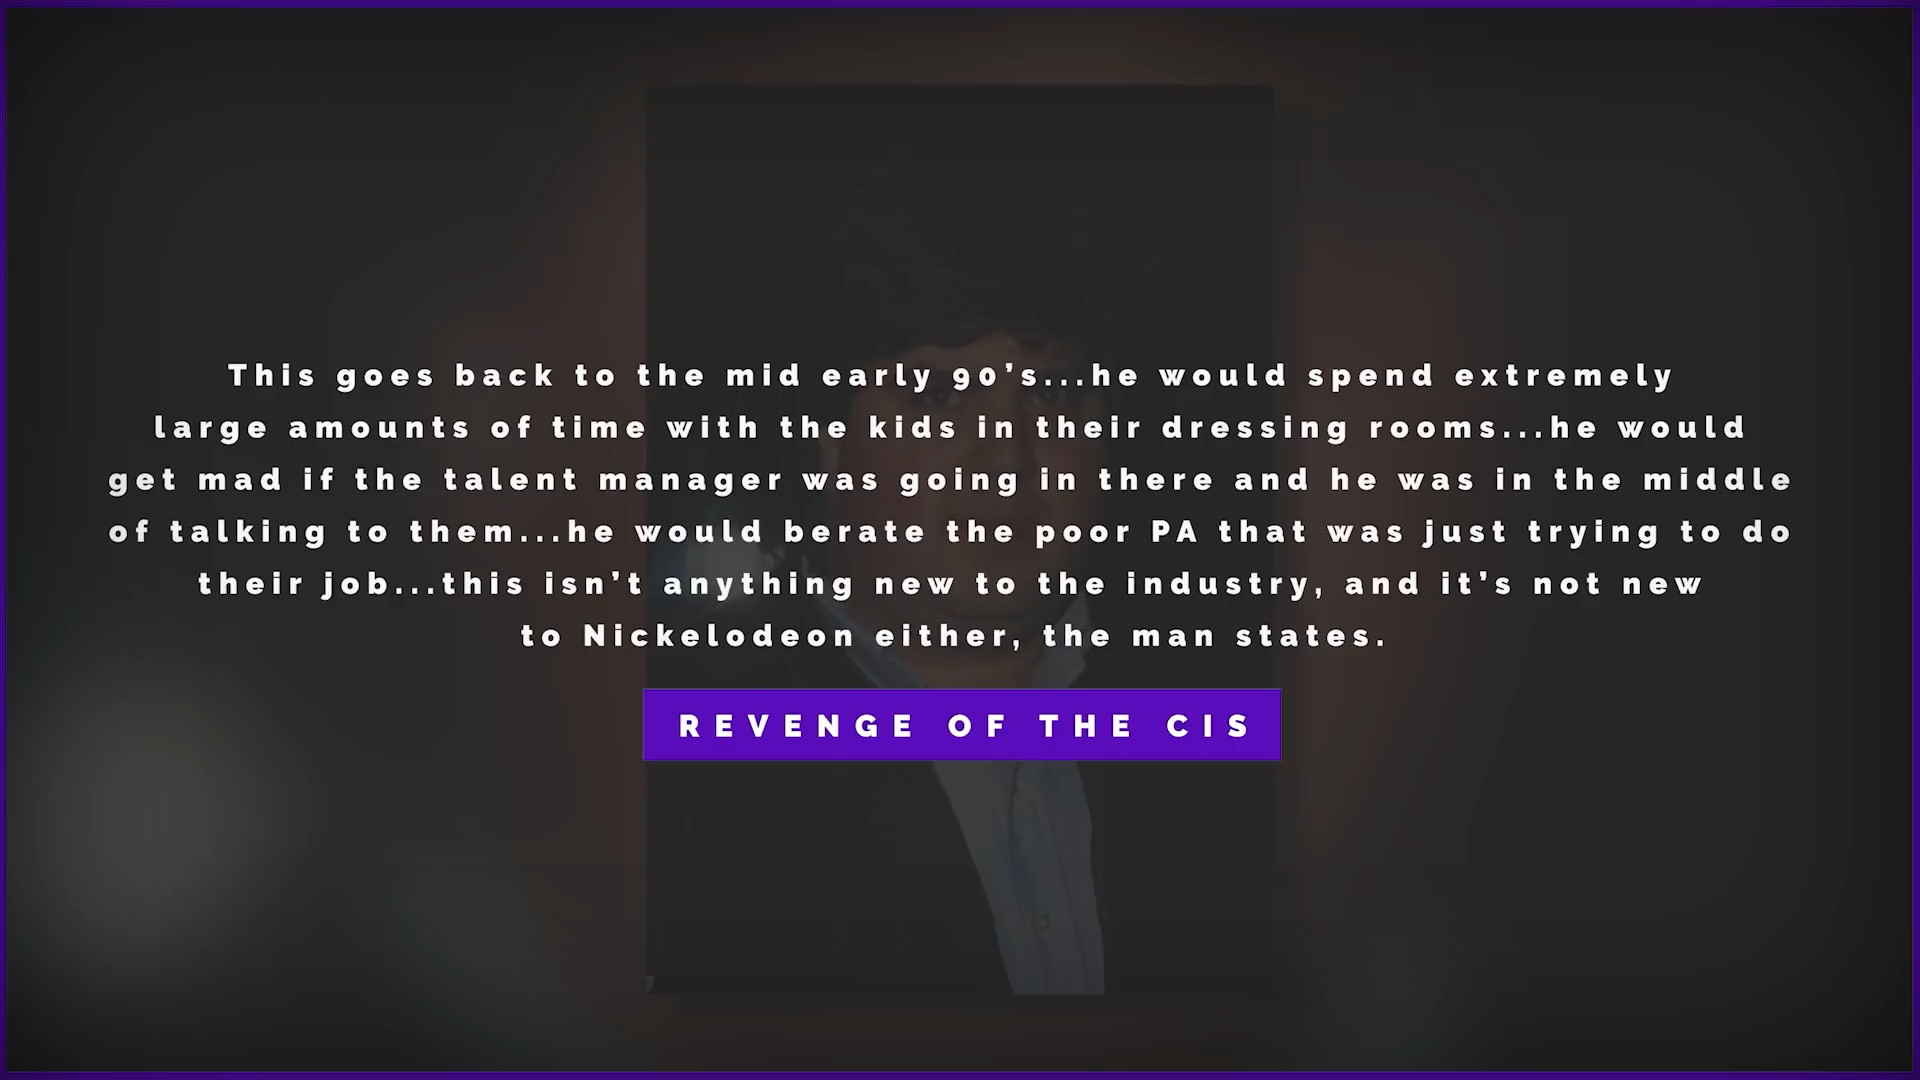 This goes back to the mid early 90's...he would spend extremely
large amounts of time with the kids in their dressing rooms...he would
get mad if the talent manager was going in there and he was in the middle
of talking to them...he would berate the poor PA that was just trying to do
their job...this isn't anything new to the industry, and it's not new
to Nickelodeon either, the man states.
REVENGE OF THE CIS